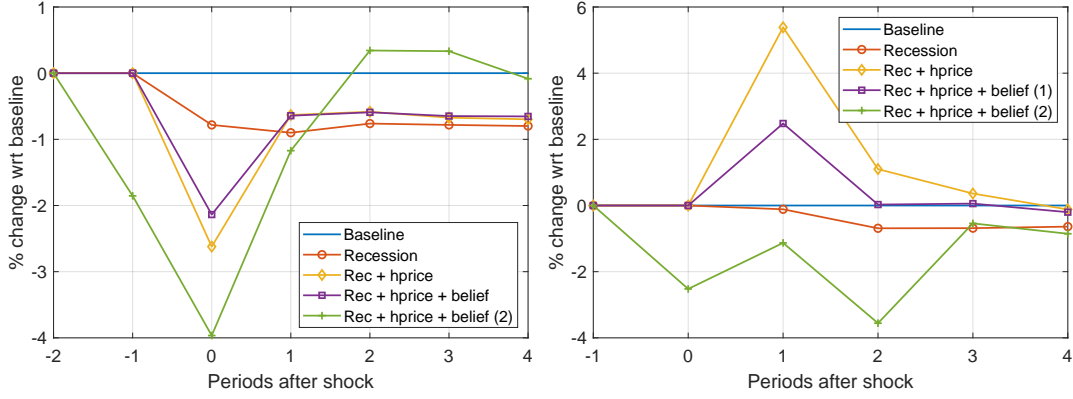 1
0
-1
-2
-3
-4
% change wrt baseline
Baseline
Recession
Rec + hprice
Rec + hprice + belief
Rec + hprice + belief (2)
-2 -1 0 1 2 3 4
Periods after shock
6
4
2
0
-2
-4
% change wrt baseline
Baseline
Recession
Rec + hprice
Rec + hprice + belief (1)
Rec + hprice + belief (2)
-1 0 1 2 3 4
Periods after shock